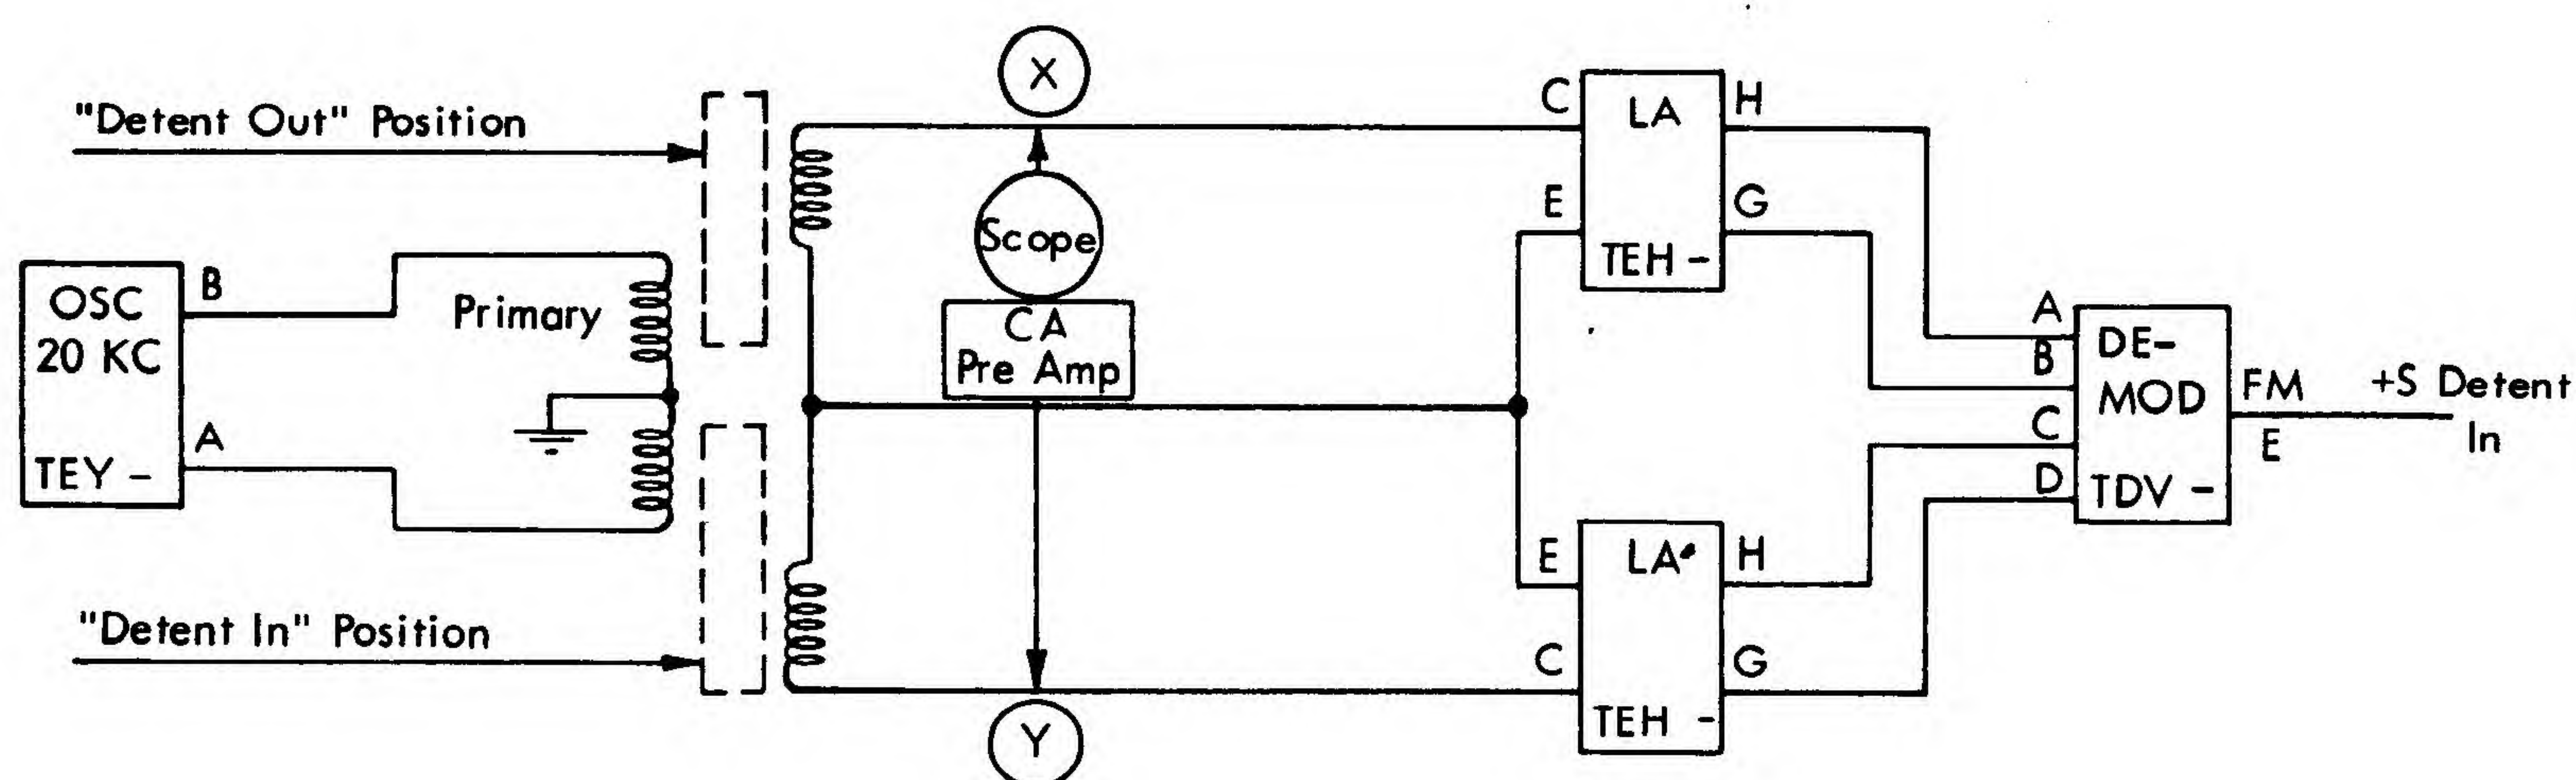 X
"Detent Out" Position
C
LA
H
E
G
TEH -
Scope
OSC
20 KC
TEY -
B
A
Primary
CA
Pre Amp
A
B
C
D
DE-
MOD
TDV -
FM
E
+S Detent
In
"Detent In" Position
E
LA
H
C
G
TEH -
Y